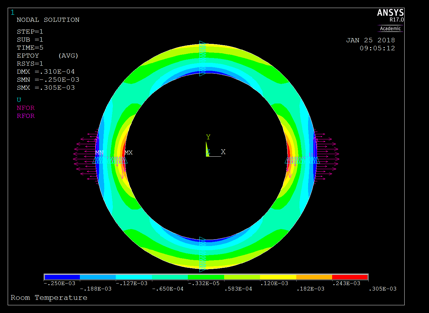 1
NODAL SOLUTION
STEP=1
SUB =1
TIME=5
EPTOY (AVG)
RSYS=1
DMX =.310E-04
SMN =-.250E-03
SMX =.305E-03
U
NFOR
RFOR
ANSYS
R17.0
Academic
JAN 25 2018
09:05:12
Y
X
MN
MX
-.250E-03
-.188E-03
-.127E-03
-.650E-04
-.332E-05
.583E-04
.120E-03
.182E-03
.243E-03
.305E-03
Room Temperature